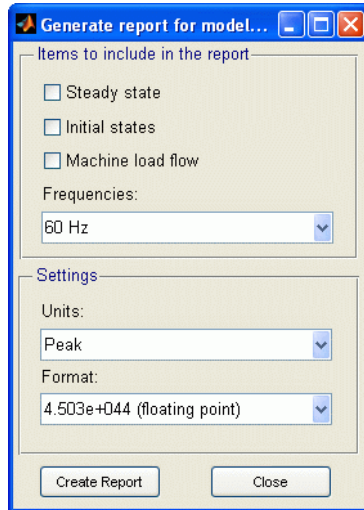 Generate report for model...
Items to include in the report
Steady state
Initial states
Machine load flow
Frequencies:
60 Hz
Settings
Units:
Peak
Format:
4.503e+044 (floating point)
Create Report
Close